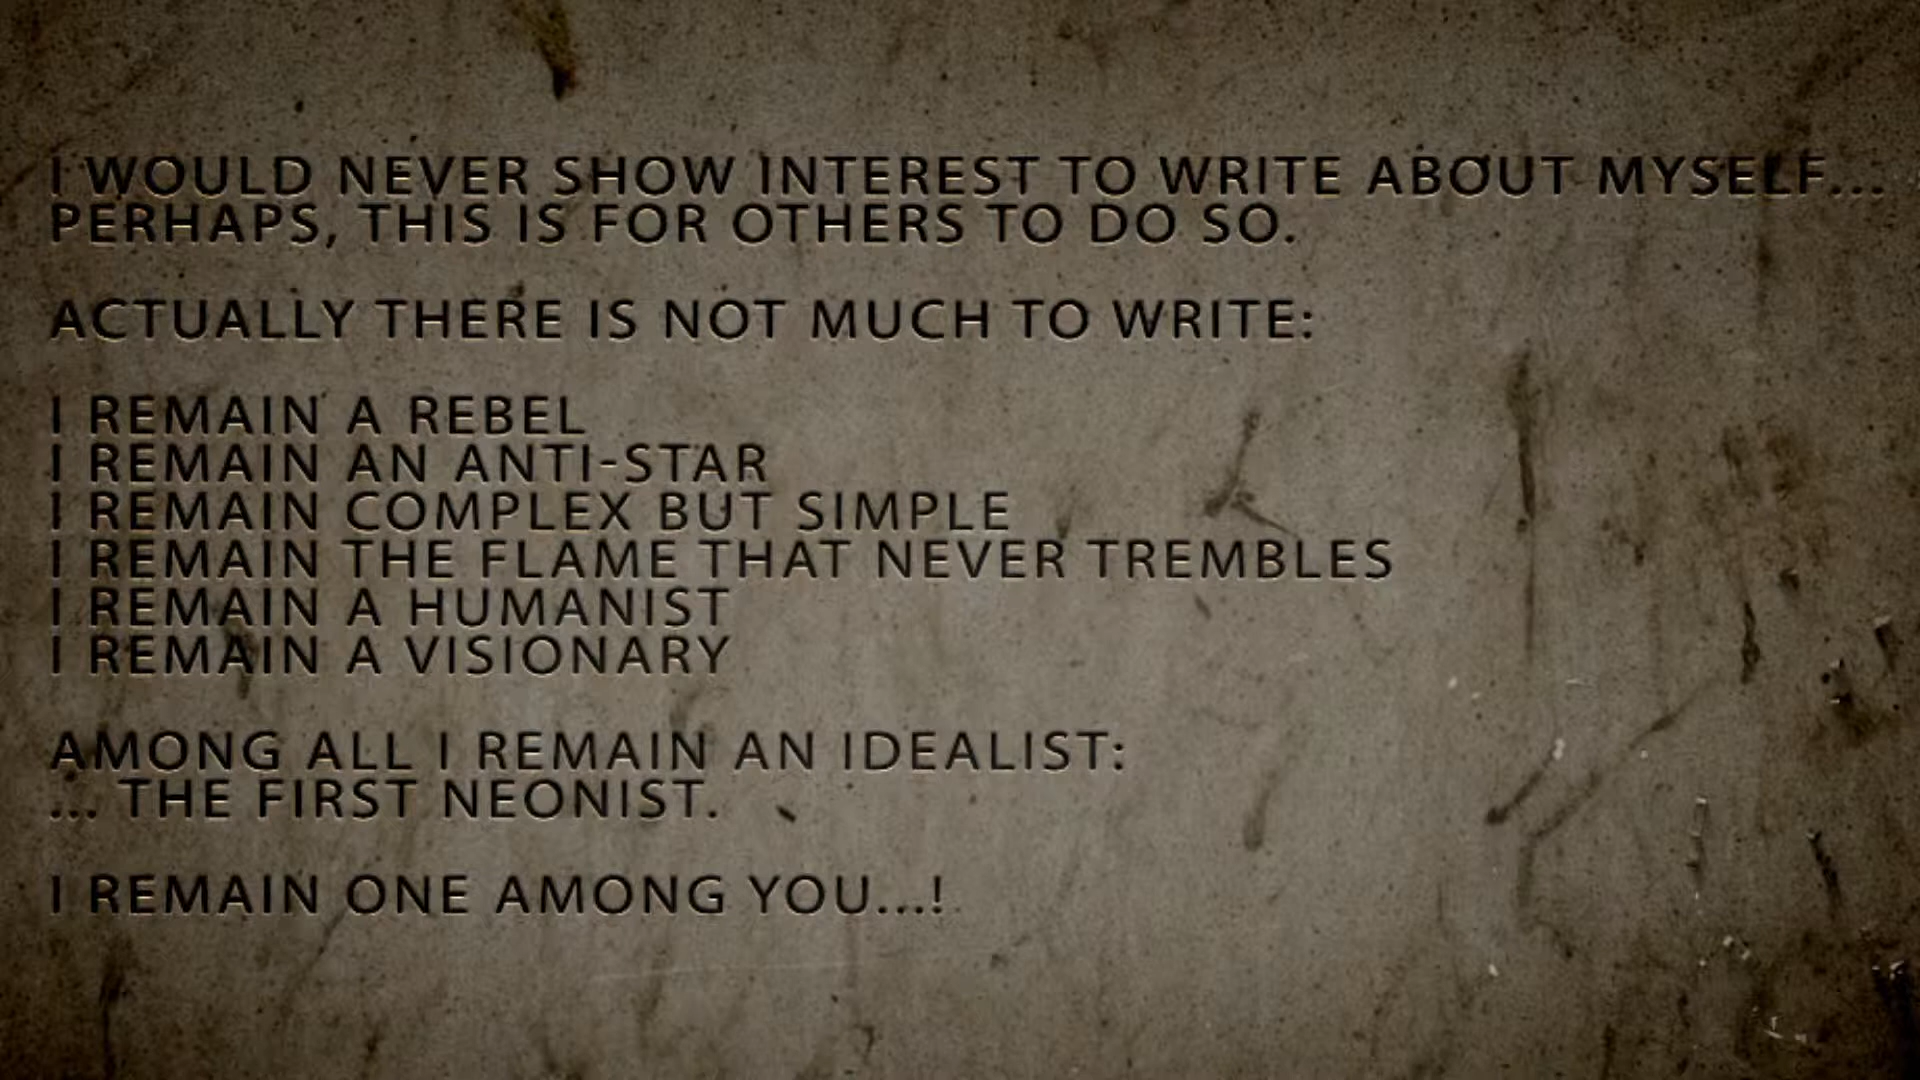 I WOULD NEVER SHOW INTEREST TO WRITE ABOUT MYSELF...
PERHAPS, THIS IS FOR OTHERS TO DO SO.
ACTUALLY THERE IS NOT MUCH TO WRITE:
I REMAIN A REBEL
I REMAIN AN ANTI-STAR
I REMAIN COMPLEX BUT SIMPLE
I REMAIN THE FLAME THAT NEVER TREMBLES
I REMAIN A HUMANIST
I REMAIN A VISIONARY
AMONG ALL I REMAIN AN IDEALIST:
... THE FIRST NEONIST.
I REMAIN ONE AMONG YOU...!